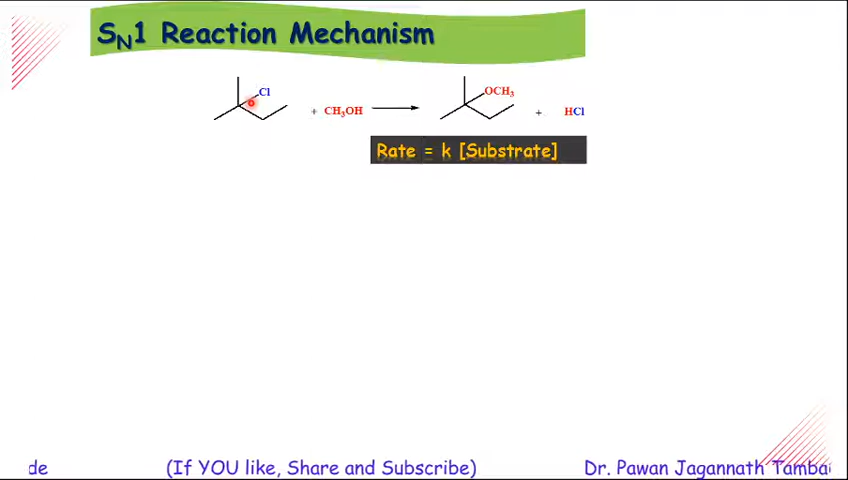 SN1 Reaction Mechanism
Cl + CH3OH OCH3 + HCl
Rate = k [Substrate]
de (If YOU like, Share and Subscribe) Dr. Pawan Jagannath